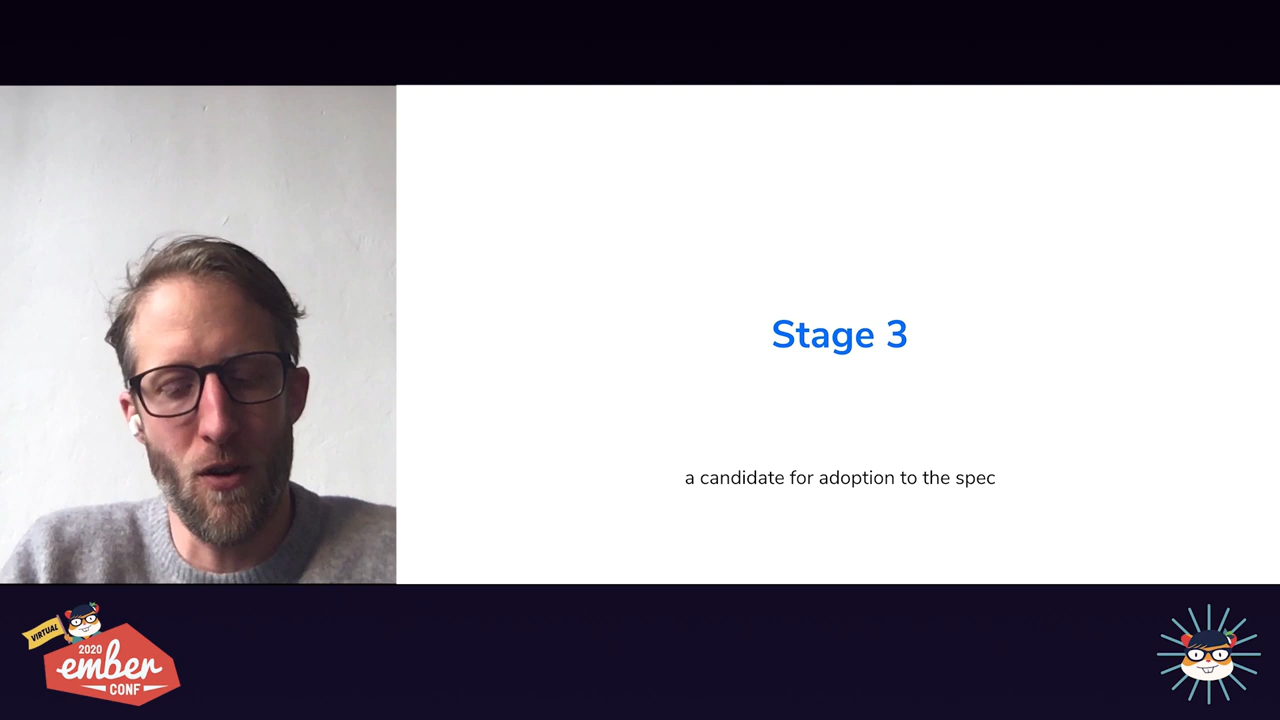 Stage 3
a candidate for adoption to the spec
VIRTUAL
2020
ember
CONF